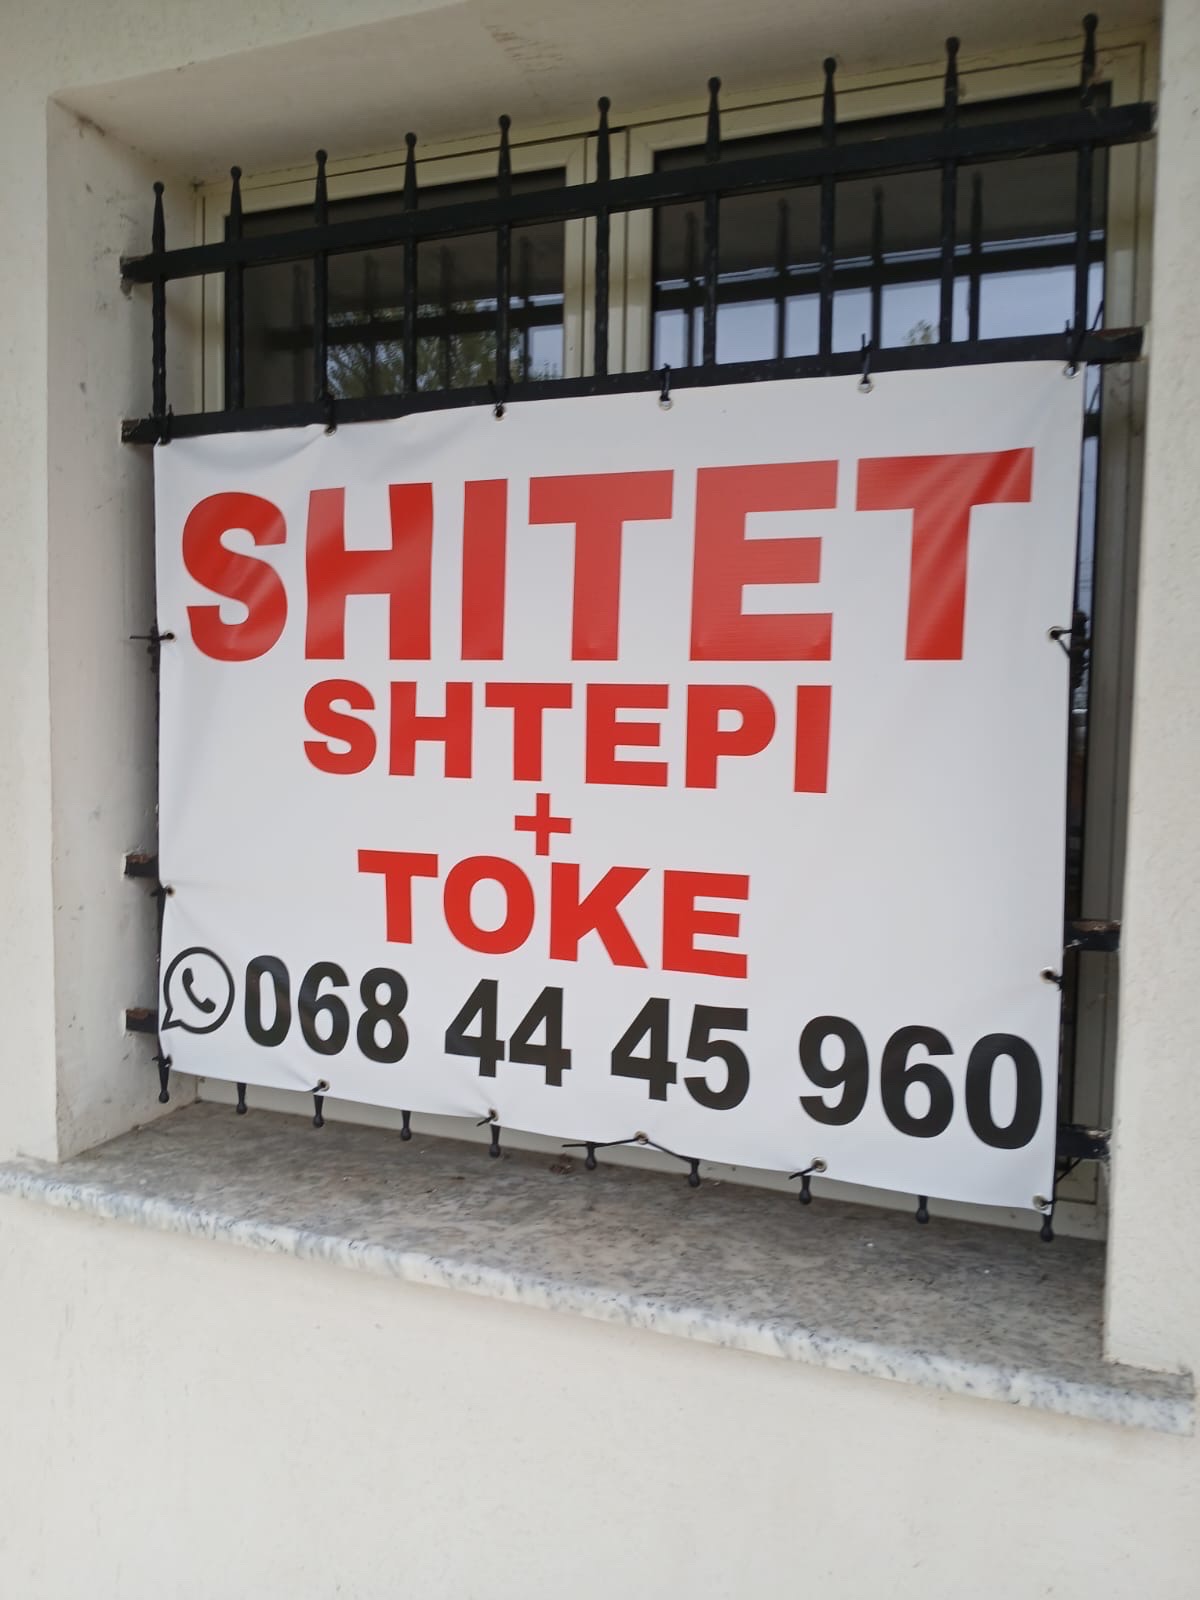 SHITET
SHTEPI
+
TOKE
068 44 45 960